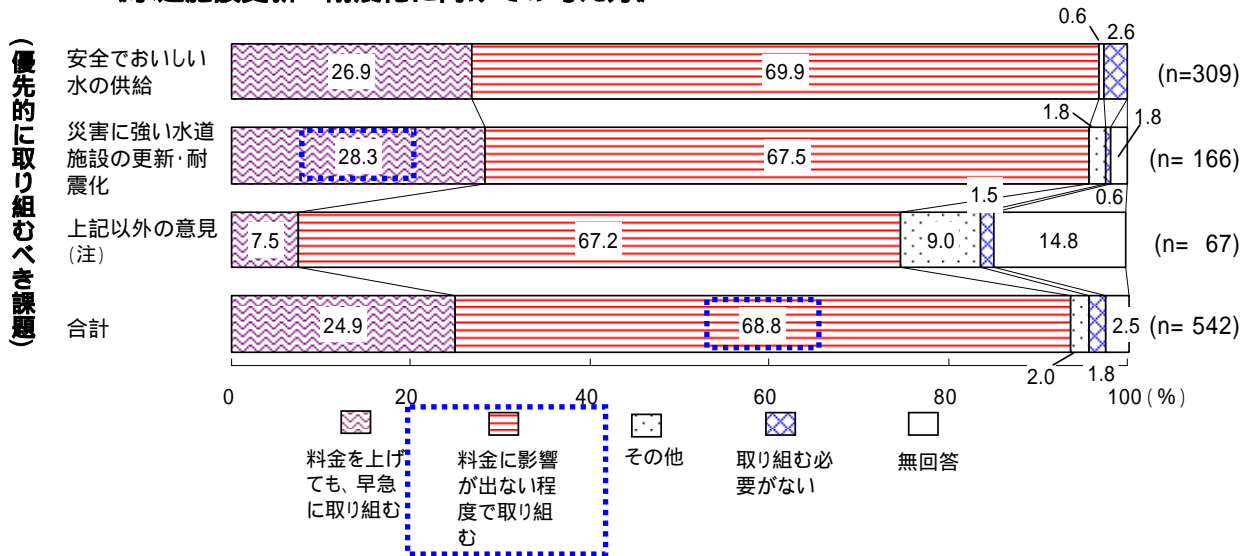 (優先的に取り組むべき課題)
0.6 2.6
安全でおいしい
水の供給
26.9 69.9 (n=309)
1.8 1.8
災害に強い水道
施設の更新・耐
震化
28.3 67.5 (n= 166)
1.5 0.6
上記以外の意見
(注)
7.5 67.2 9.0 14.8 (n= 67)
合計
24.9 68.8 2.5 (n= 542)
2.0 1.8
0 20 40 60 80 100 (%)
料金を上げ
ても、早急
に取り組む
料金に影響
が出ない程
度で取り組
む
その他
取り組む必
要がない
無回答